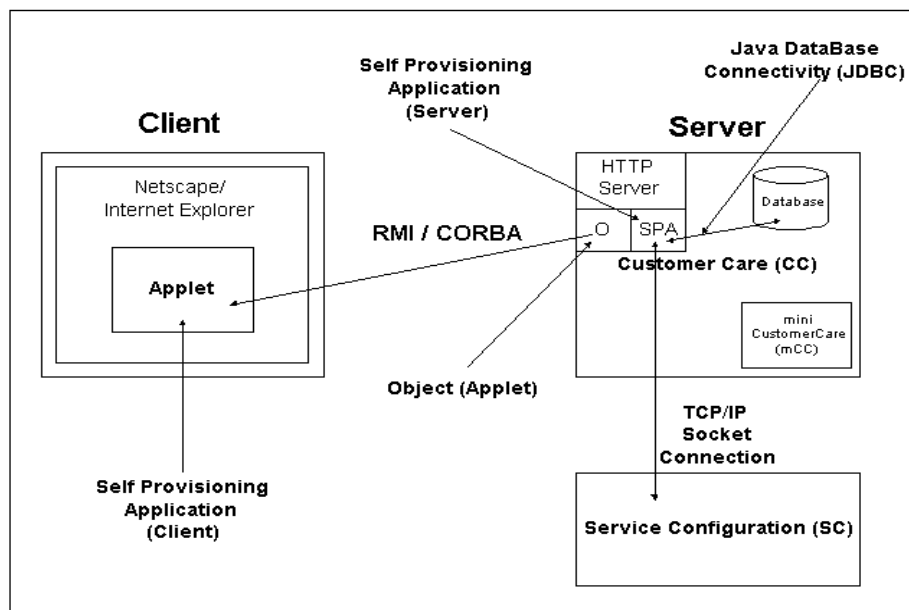 Java DataBase
Connectivity (JDBC)
Self Provisioning
Application
(Server)
Client
Server
Netscape/
Internet Explorer
HTTP
Server
Database
RMI / CORBA
O
SPA
Customer Care (CC)
Applet
mini
CustomerCare
(mCC)
Object (Applet)
TCP/IP
Socket
Connection
Self Provisioning
Application
(Client)
Service Configuration (SC)